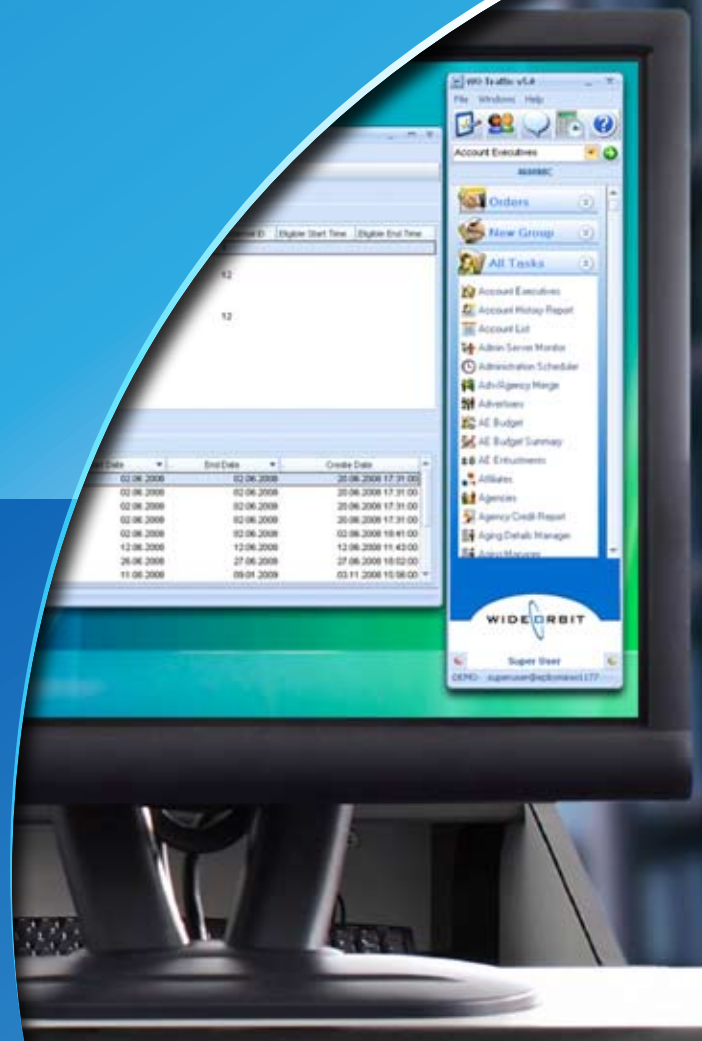 WO Traffic v5.0
File Windows Help
Account Executives
Orders
New Group
All Tasks
Account Executives
Account History Report
Account List
Admin Server Monitor
Administration Scheduler
Adv/Agency Merge
Advertisers
AE Budget
AE Budget Summary
AE Entitlements
Affiliates
Agencies
Agency Credit Report
Aging Details Manager
Aging Manager
WIDEORBIT
Super User
DEMO:
Eligible Start Time Eligible End Time
12
12
Date End Date Create Date
02.06.2008 02.06.2008 20.06.2008 17:31:00
02.06.2008 02.06.2008 20.06.2008 17:31:00
02.06.2008 02.06.2008 20.06.2008 17:31:00
02.06.2008 02.06.2008 20.06.2008 17:31:00
02.06.2008 02.06.2008 02.06.2008 18:41:00
12.06.2008 12.06.2008 12.06.2008 11:43:00
26.06.2008 27.06.2008 27.06.2008 18:02:00
11.06.2008 09.01.2009 03.11.2008 15:56:00